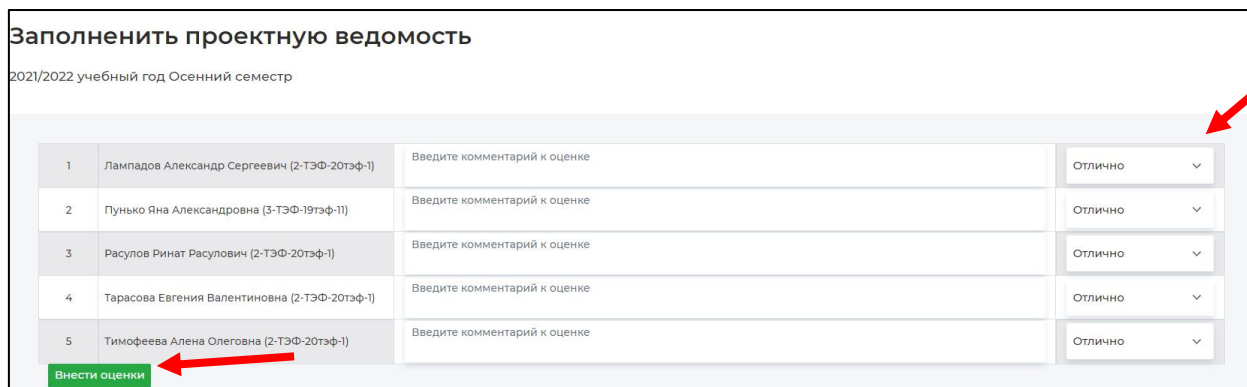 Заполненить проектную ведомость
2021/2022 учебный год Осенний семестр
1 Лампадов Александр Сергеевич (2-ТЭФ-20тэф-1) Введите комментарий к оценке Отлично
2 Пунько Яна Александровна (3-ТЭФ-19тэф-11) Введите комментарий к оценке Отлично
3 Расулов Ринат Расулович (2-ТЭФ-20тэф-1) Введите комментарий к оценке Отлично
4 Тарасова Евгения Валентиновна (2-ТЭФ-20тэф-1) Введите комментарий к оценке Отлично
5 Тимофеева Алена Олеговна (2-ТЭФ-20тэф-1) Введите комментарий к оценке Отлично
Внести оценки